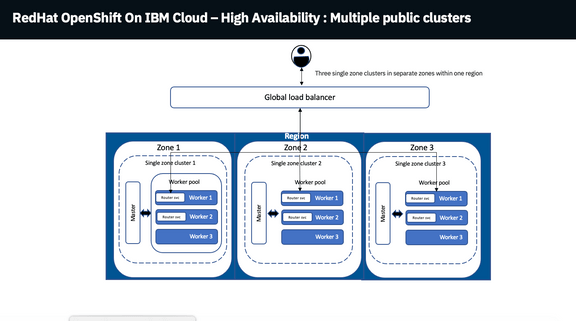 RedHat OpenShift On IBM Cloud – High Availability : Multiple public clusters
Three single zone clusters in separate zones within one region
Global load balancer
Region
Zone 1
Single zone cluster 1
Worker pool
Master
Router svc
Worker 1
Router svc
Worker 2
Worker 3
Zone 2
Single zone cluster 2
Worker pool
Master
Router svc
Worker 1
Router svc
Worker 2
Worker 3
Zone 3
Single zone cluster 3
Worker pool
Master
Router svc
Worker 1
Router svc
Worker 2
Worker 3